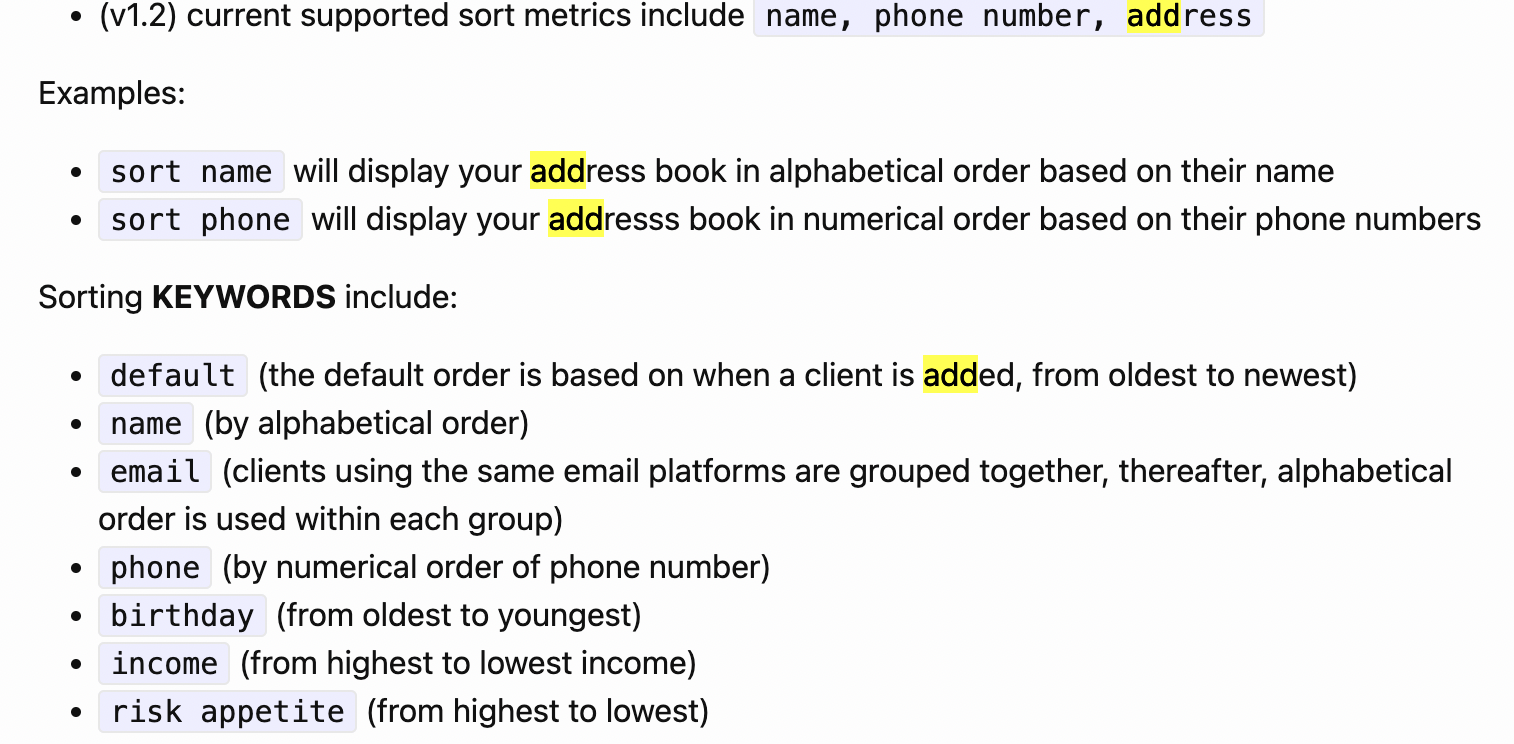 • (v1.2) current supported sort metrics include name, phone number, address
Examples:
• sort name will display your address book in alphabetical order based on their name
• sort phone will display your addresss book in numerical order based on their phone numbers
Sorting KEYWORDS include:
• default (the default order is based on when a client is added, from oldest to newest)
• name (by alphabetical order)
• email (clients using the same email platforms are grouped together, thereafter, alphabetical
order is used within each group)
• phone (by numerical order of phone number)
• birthday (from oldest to youngest)
• income (from highest to lowest income)
• risk appetite (from highest to lowest)